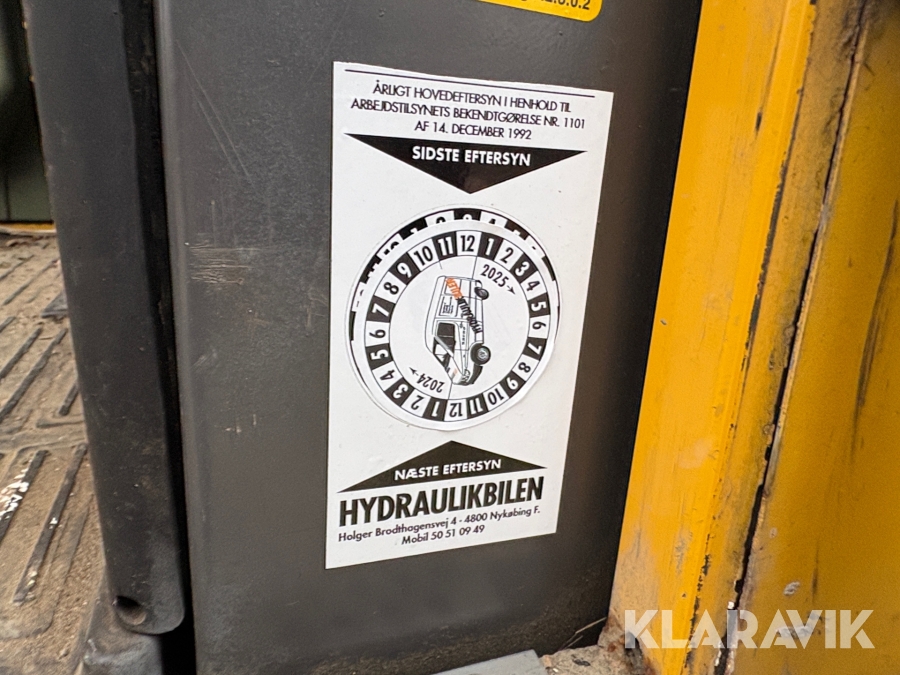 ÅRLIGT HOVEDEFTERSYN I HENHOLD TIL
ARBEJDSTILSYNETS BEKENDTGØRELSE NR. 1101
AF 14. DECEMBER 1992
SIDSTE EFTERSYN
1 2 3 4 5 6 7 8 9 10 11 12
2025
1 2 3 4 5 6 7 8 9 10 11 12
2024
NÆSTE EFTERSYN
HYDRAULIKBILEN
Holger Brodthagensvej 4 - 4800 Nykøbing F.
Mobil 50 51 09 49
KLARAVIK